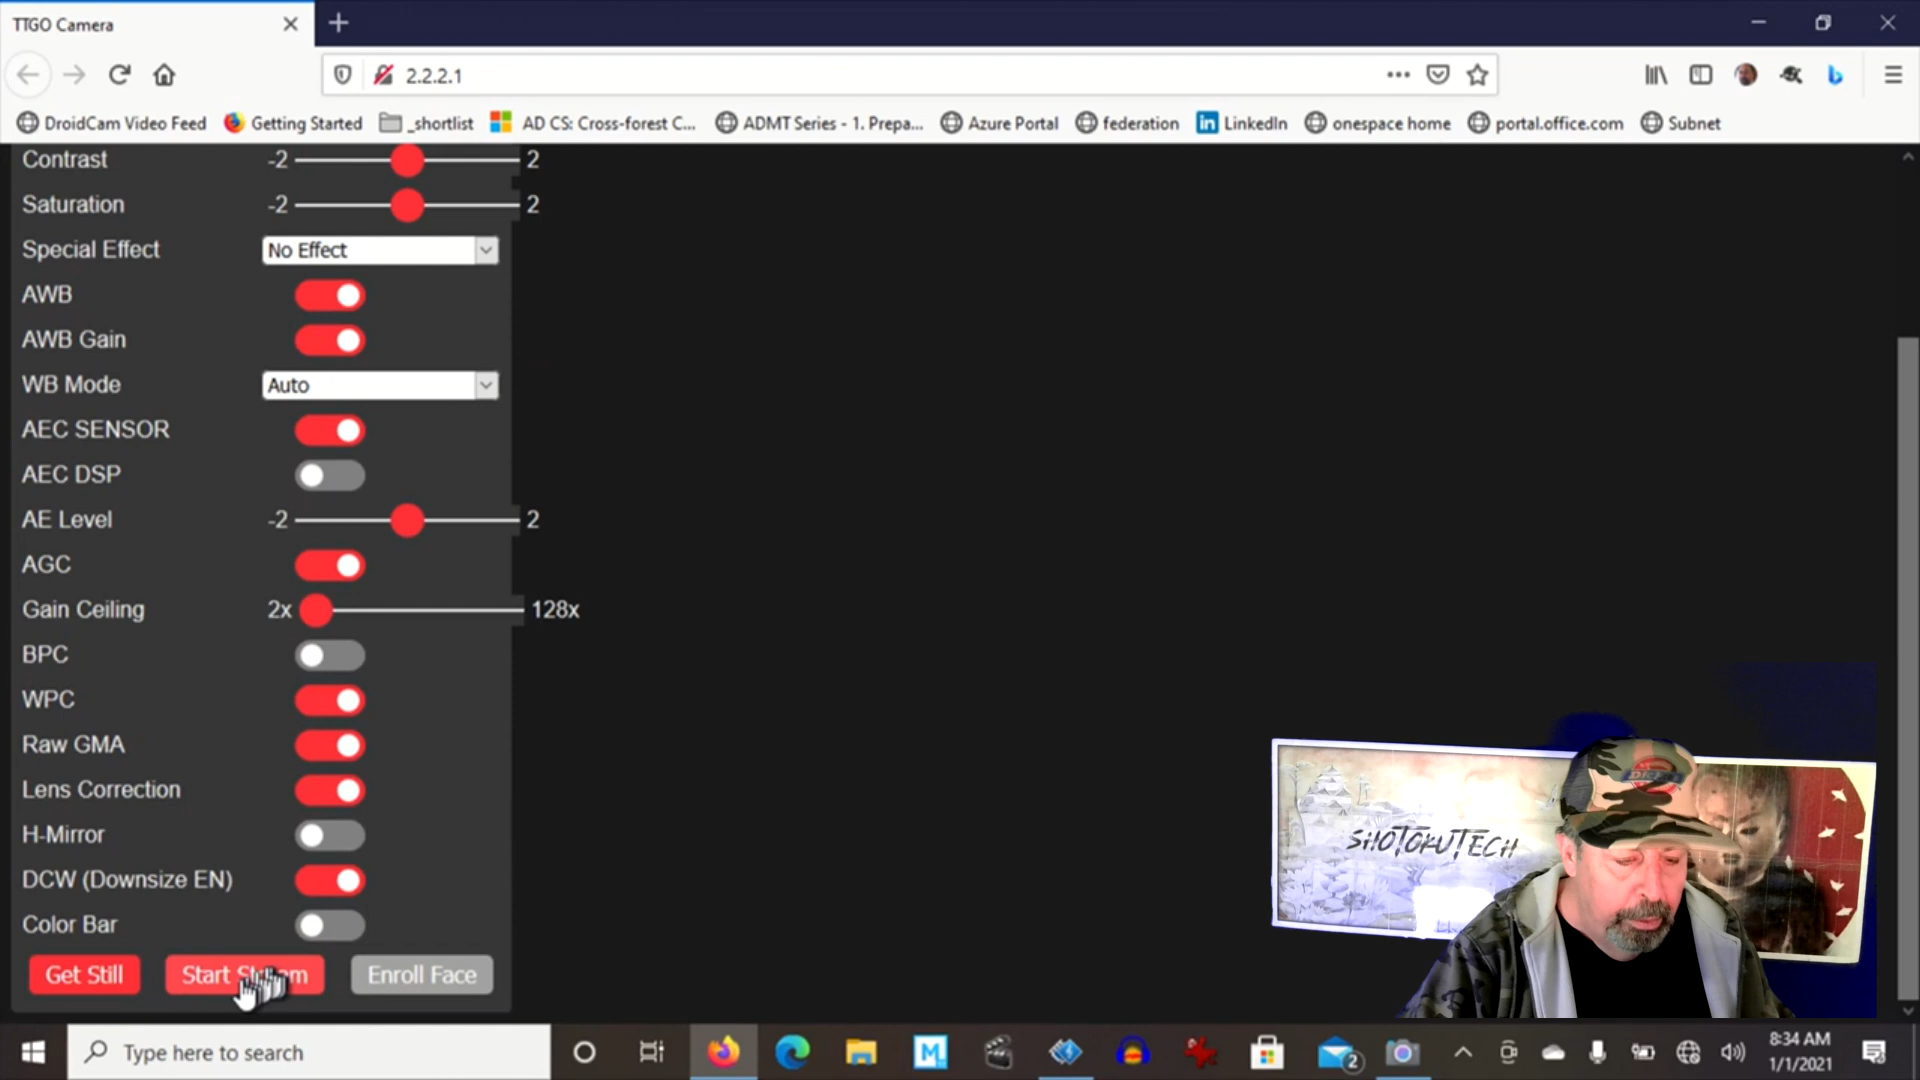 TTGO Camera
2.2.2.1
DroidCam Video Feed Getting Started _shortlist AD CS: Cross-forest C... ADMT Series - 1. Prepa... Azure Portal federation LinkedIn onespace home portal.office.com Subnet
Contrast -2 2
Saturation -2 2
Special Effect No Effect
AWB
AWB Gain
WB Mode Auto
AEC SENSOR
AEC DSP
AE Level -2 2
AGC
Gain Ceiling 2x 128x
BPC
WPC
Raw GMA
Lens Correction
H-Mirror
DCW (Downsize EN)
Color Bar
Get Still Start Stream Enroll Face
SHOTOKUTECH
DICKIES
Type here to search
2
8:34 AM
1/1/2021